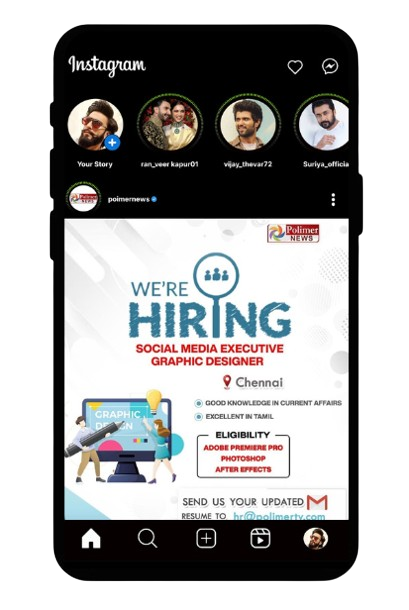 Instagram
Your Story
ran_veer kapur01
vijay_thevar72
Suriya_officia
poimernews
Polimer
NEWS
WE'RE
HIRING
SOCIAL MEDIA EXECUTIVE
GRAPHIC DESIGNER
Chennai
GOOD KNOWLEDGE IN CURRENT AFFAIRS
EXCELLENT IN TAMIL
GRAPHIC
DESIGN
ELIGIBILITY
ADOBE PREMIERE PRO
PHOTOSHOP
AFTER EFFECTS
SEND US YOUR UPDATED
RESUME TO hr@polimertv.com